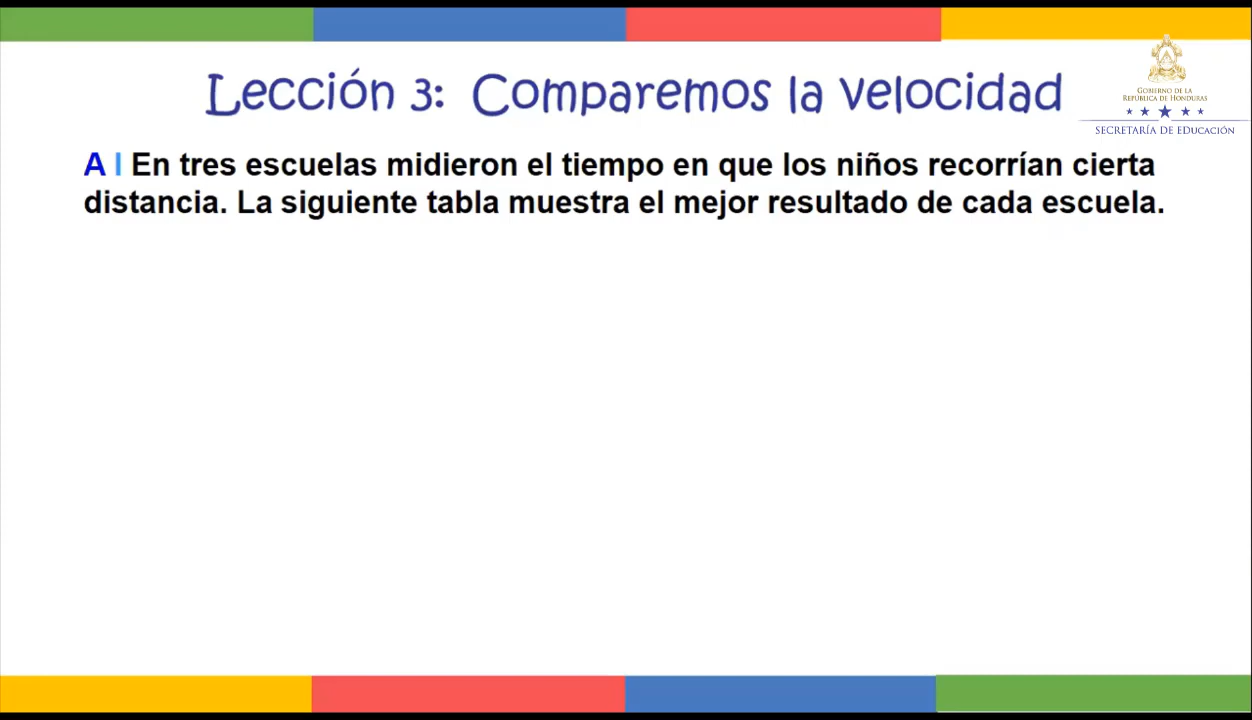 Lección 3: Comparemos la velocidad
GOBIERNO DE LA
REPÚBLICA DE HONDURAS
SECRETARÍA DE EDUCACIÓN
A | En tres escuelas midieron el tiempo en que los niños recorrían cierta
distancia. La siguiente tabla muestra el mejor resultado de cada escuela.